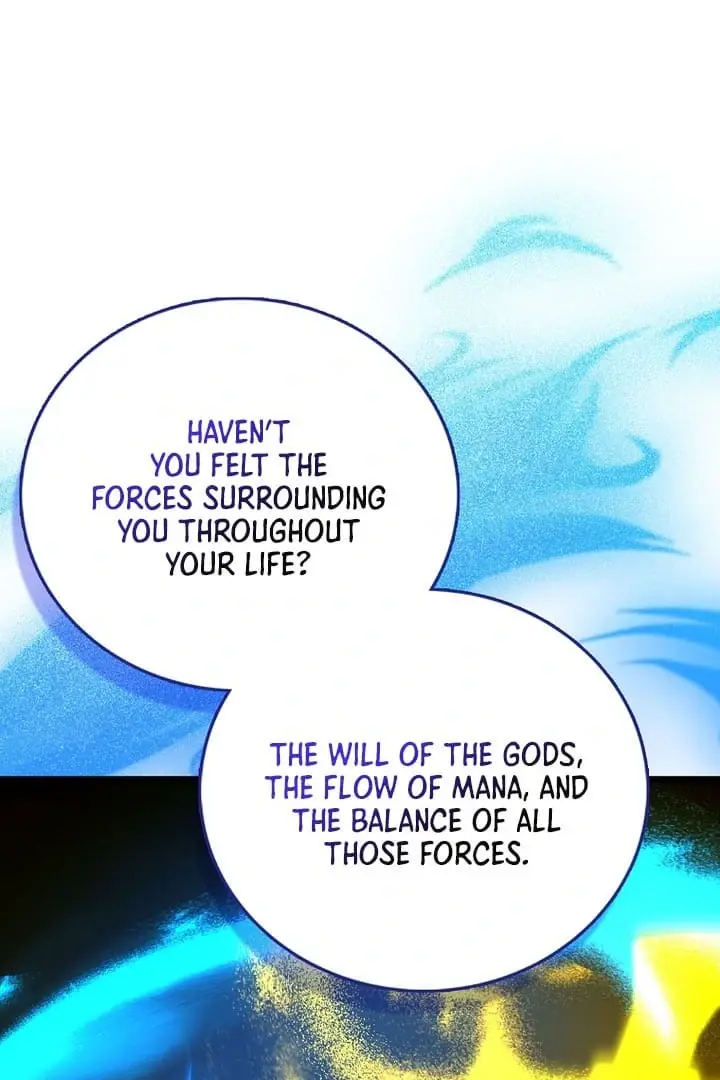 HAVEN'T
YOU FELT THE
FORCES SURROUNDING
YOU THROUGHOUT
YOUR LIFE?
THE WILL OF THE GODS,
THE FLOW OF MANA, AND
THE BALANCE OF ALL
THOSE FORCES.